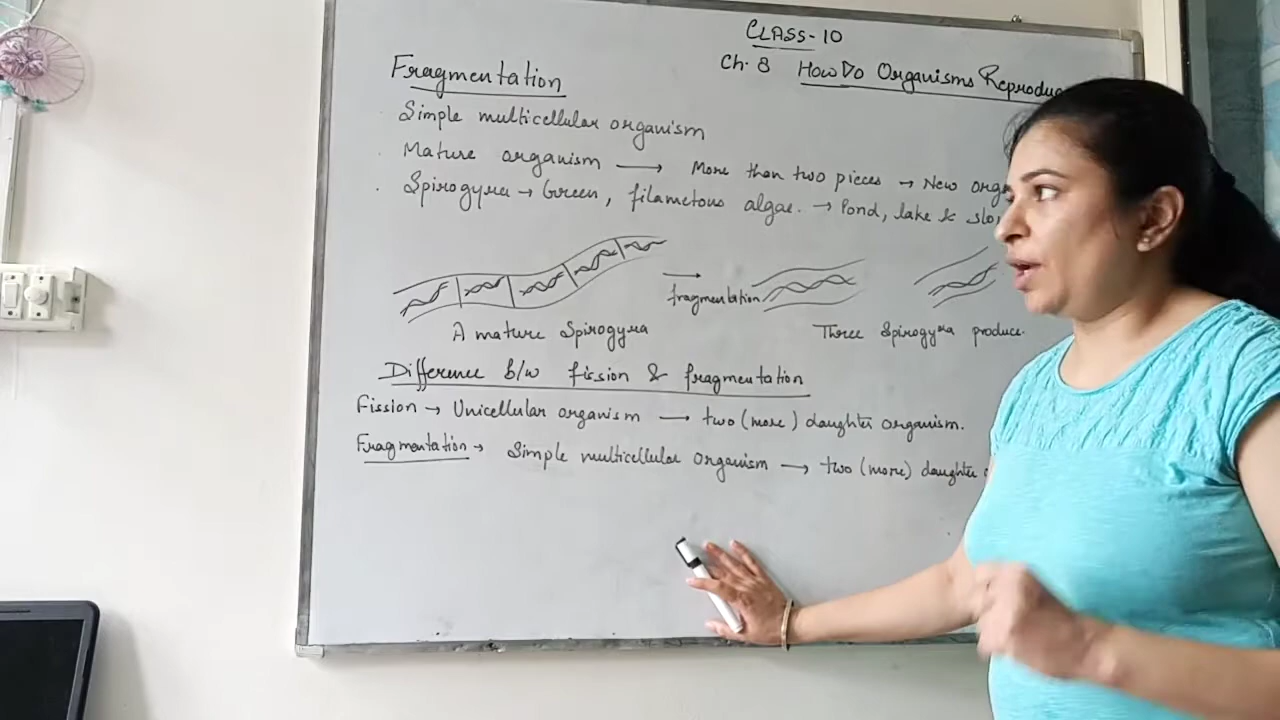 CLASS-10
Ch. 8 How Do Organisms Reprodu
Fragmentation
Simple multicellular organism
Mature organism → More than two pieces → New orga
Spirogyra → Green, filametous algae. → Pond, lake & slo
→
fragmentation
A mature Spirogyra
Three Spirogyra produce.
Difference b/w fission & fragmentation
Fission → Unicellular organism → two (more) daughter organism.
Fragmentation → Simple multicellular organism → two (more) daughter